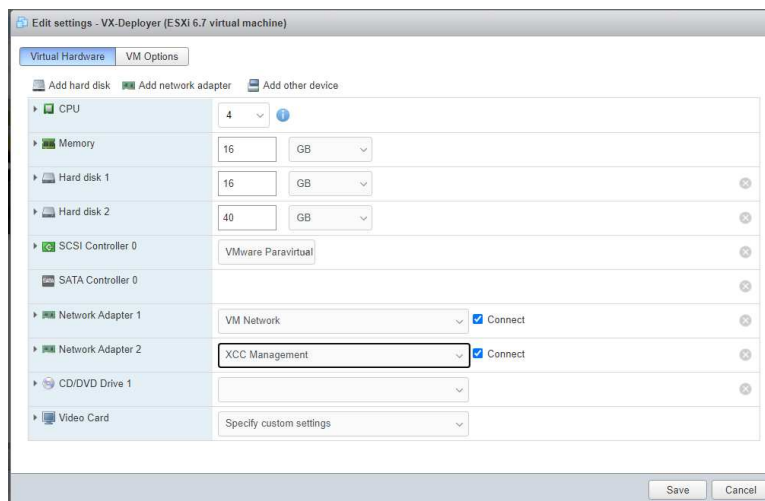 Edit settings - VX-Deployer (ESXi 6.7 virtual machine)
Virtual Hardware VM Options
Add hard disk Add network adapter Add other device
CPU 4
Memory 16 GB
Hard disk 1 16 GB
Hard disk 2 40 GB
SCSI Controller 0 VMware Paravirtual
SATA Controller 0
Network Adapter 1 VM Network Connect
Network Adapter 2 XCC Management Connect
CD/DVD Drive 1
Video Card Specify custom settings
Save Cancel